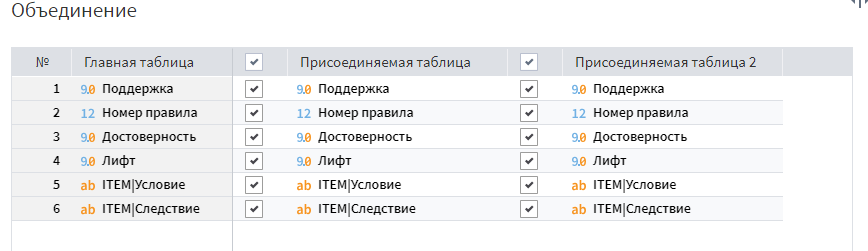 Объединение
№ Главная таблица Присоединяемая таблица Присоединяемая таблица 2
1 9.0 Поддержка 9.0 Поддержка 9.0 Поддержка
2 12 Номер правила 12 Номер правила 12 Номер правила
3 9.0 Достоверность 9.0 Достоверность 9.0 Достоверность
4 9.0 Лифт 9.0 Лифт 9.0 Лифт
5 ab ITEM|Условие ab ITEM|Условие ab ITEM|Условие
6 ab ITEM|Следствие ab ITEM|Следствие ab ITEM|Следствие